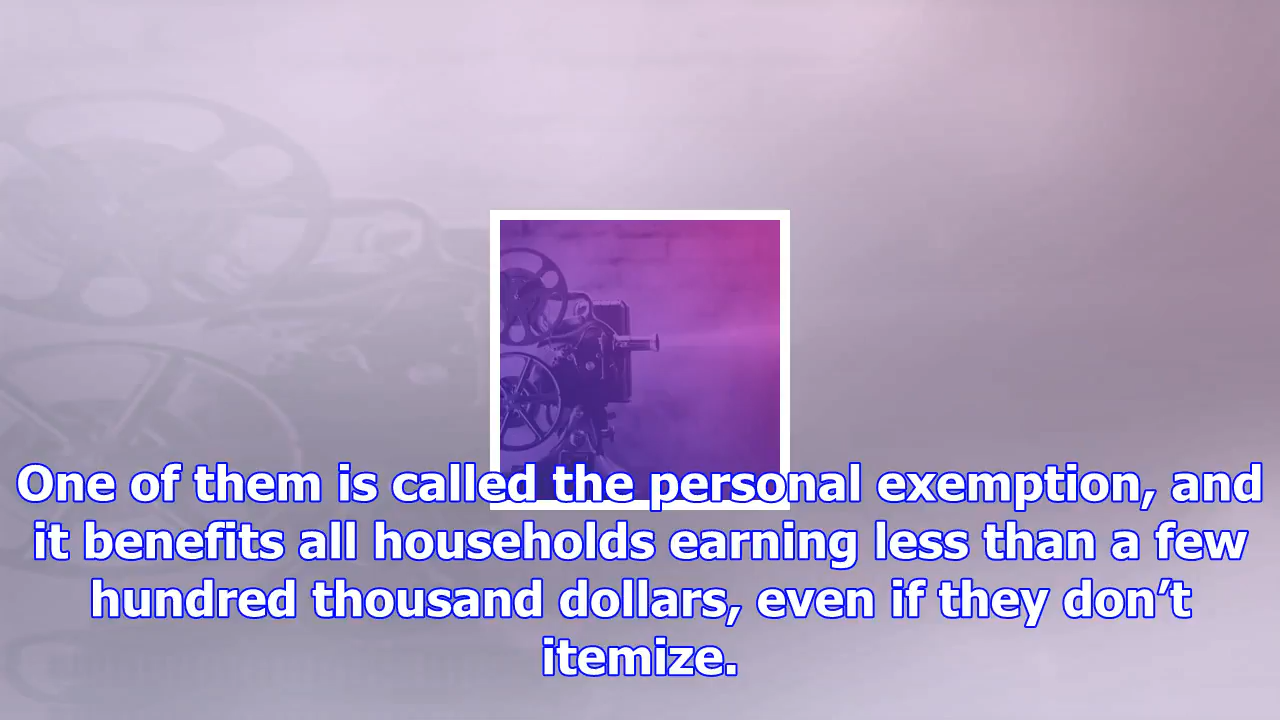 One of them is called the personal exemption, and
it benefits all households earning less than a few
hundred thousand dollars, even if they don’t
itemize.